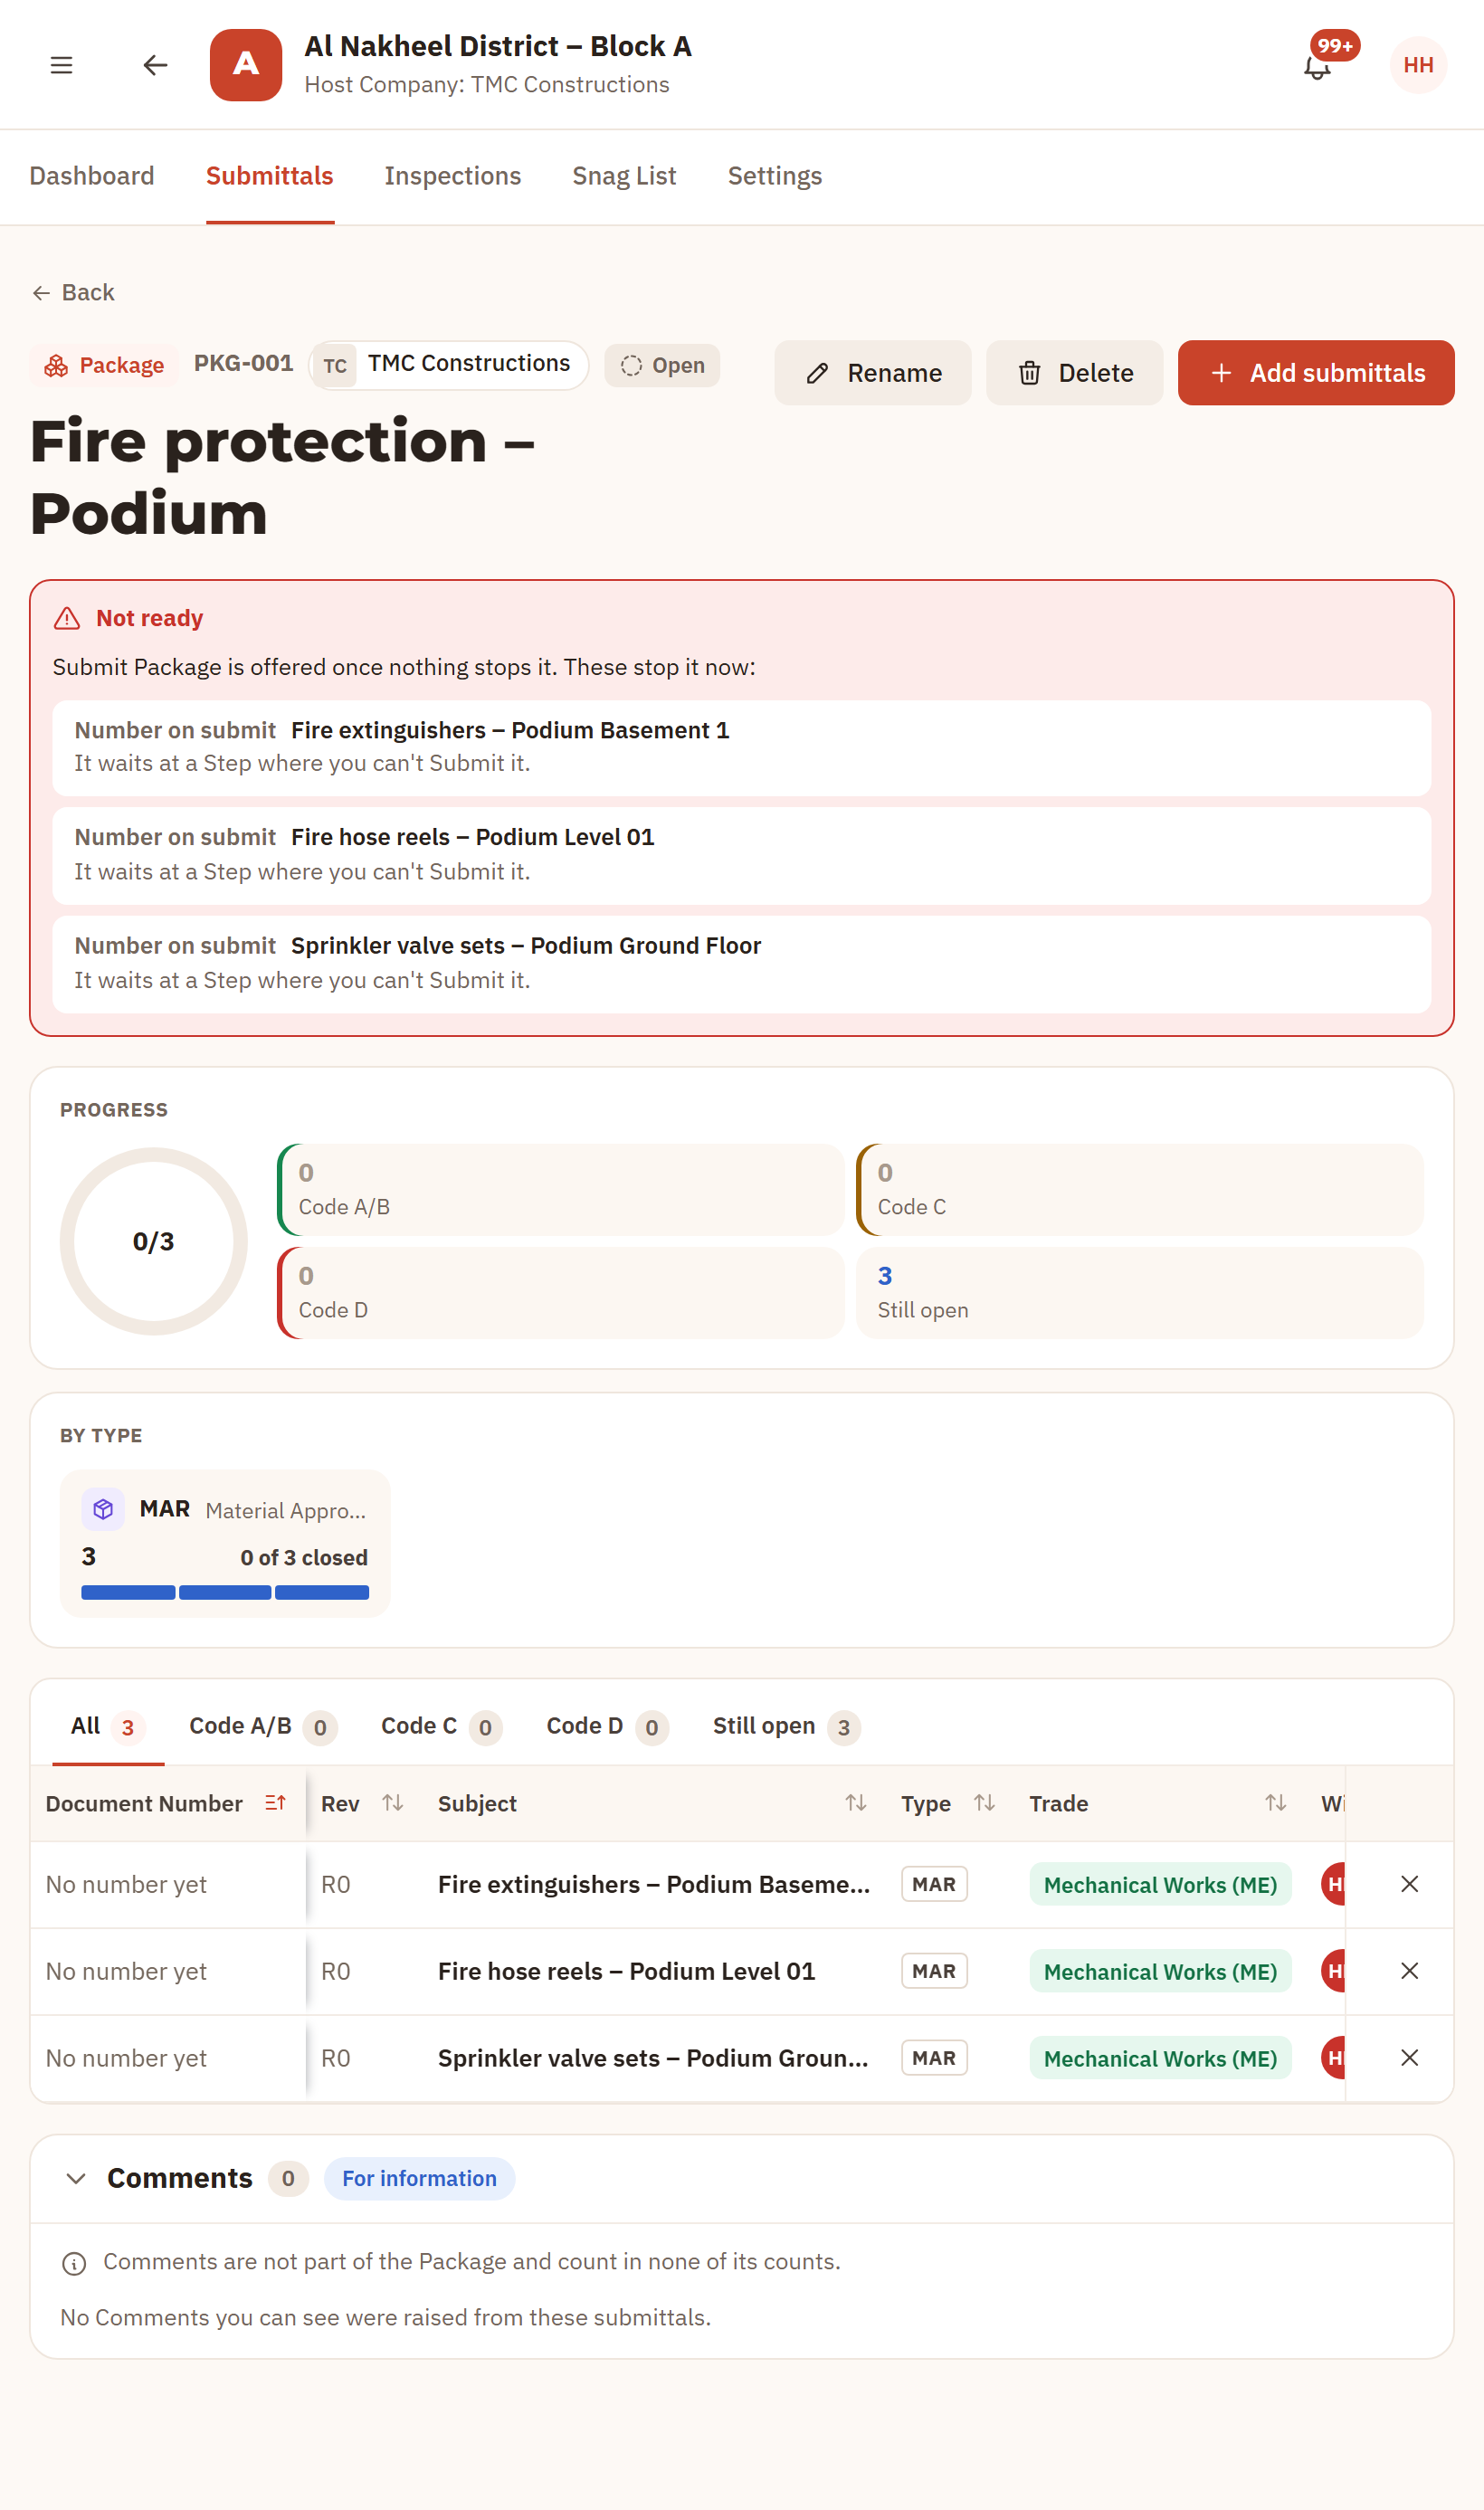 A
Al Nakheel District – Block A
Host Company: TMC Constructions
99+
HH
Dashboard Submittals Inspections Snag List Settings
Back
Package PKG-001 TC TMC Constructions Open Rename Delete Add submittals
Fire protection –
Podium
Not ready
Submit Package is offered once nothing stops it. These stop it now:
Number on submit Fire extinguishers – Podium Basement 1
It waits at a Step where you can't Submit it.
Number on submit Fire hose reels – Podium Level 01
It waits at a Step where you can't Submit it.
Number on submit Sprinkler valve sets – Podium Ground Floor
It waits at a Step where you can't Submit it.
PROGRESS
0/3
0
Code A/B
0
Code C
0
Code D
3
Still open
BY TYPE
MAR Material Appro...
3 0 of 3 closed
All 3 Code A/B 0 Code C 0 Code D 0 Still open 3
Document Number Rev Subject Type Trade Wi
No number yet R0 Fire extinguishers – Podium Baseme... MAR Mechanical Works (ME) H
No number yet R0 Fire hose reels – Podium Level 01 MAR Mechanical Works (ME) H
No number yet R0 Sprinkler valve sets – Podium Groun... MAR Mechanical Works (ME) H
Comments 0 For information
Comments are not part of the Package and count in none of its counts.
No Comments you can see were raised from these submittals.